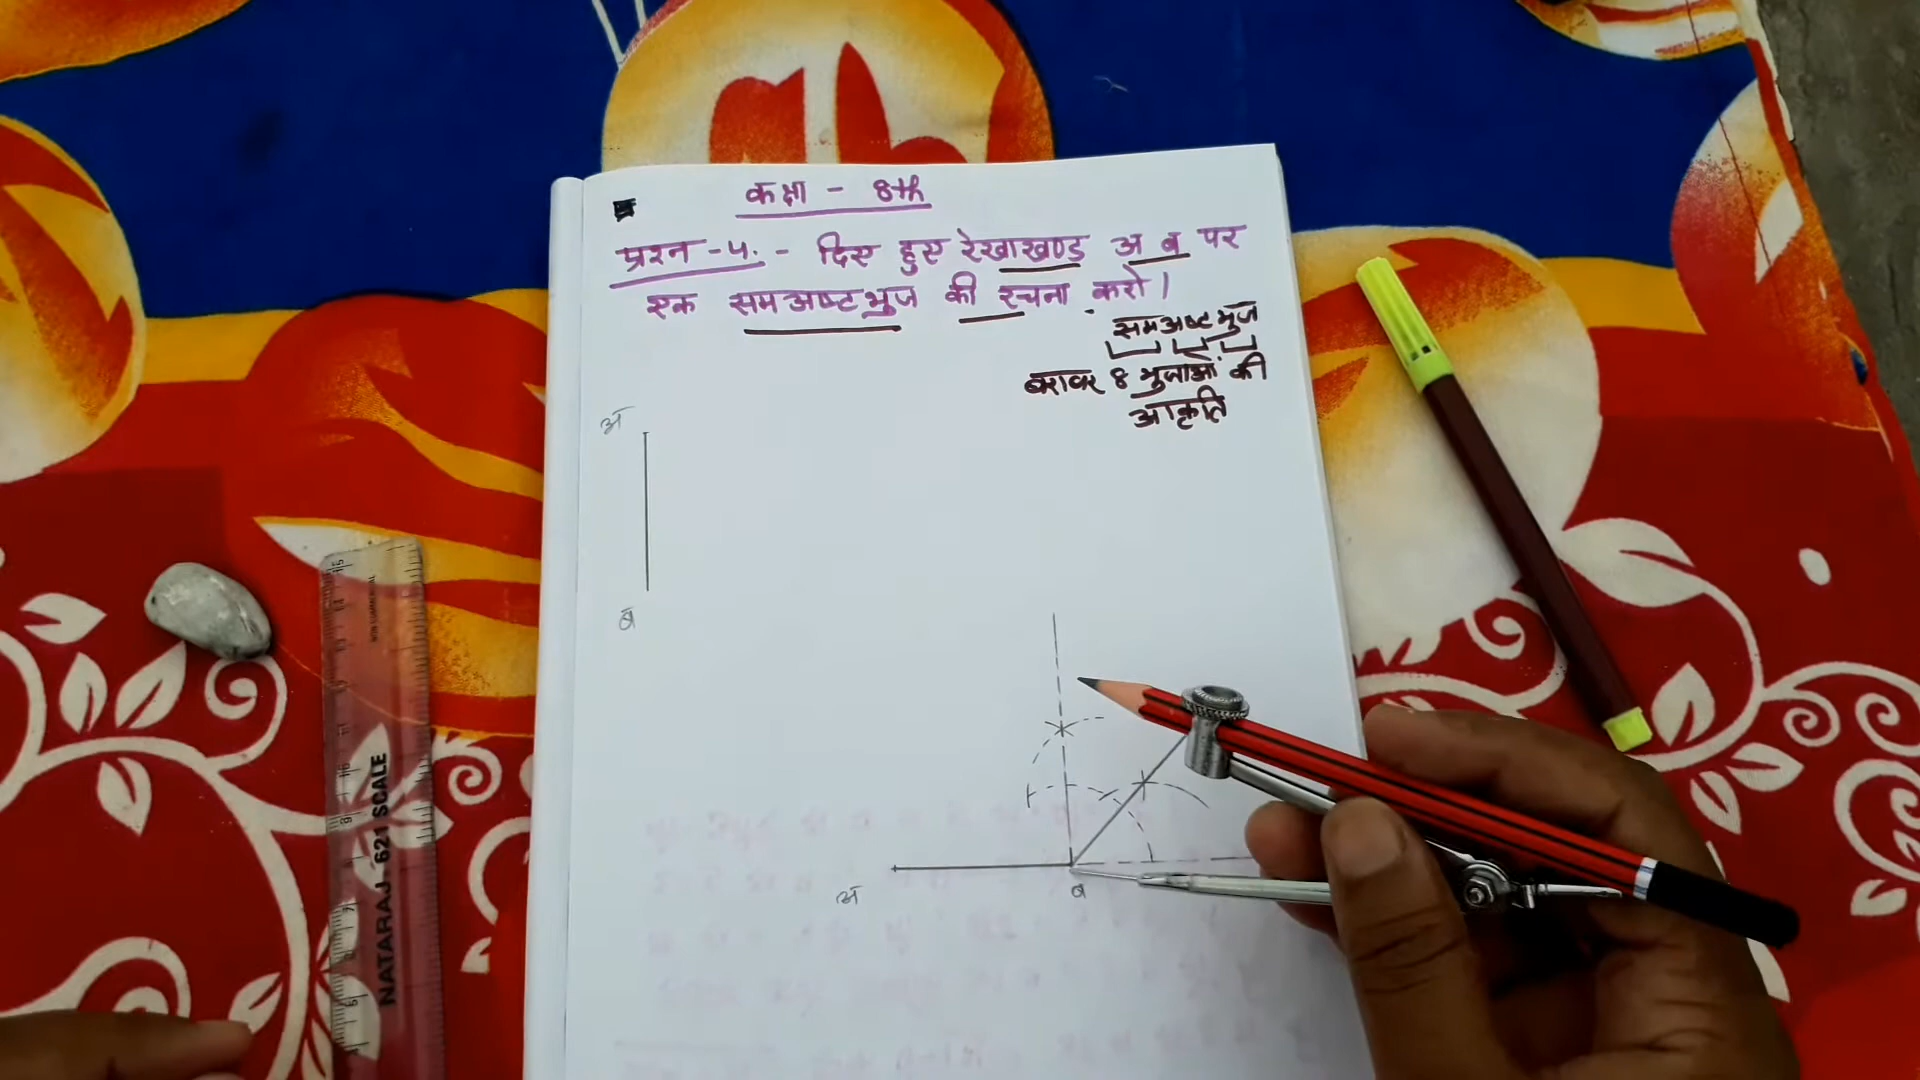 कक्षा - 8th
प्रश्न -५. - दिए हुए रेखाखण्ड अ ब पर
एक समअष्टभुज की रचना करो।
समअष्टभुज
बराबर 8 भुजाओं की
आकृति
अ
ब
अ
ब
NATARAJ 621 SCALE